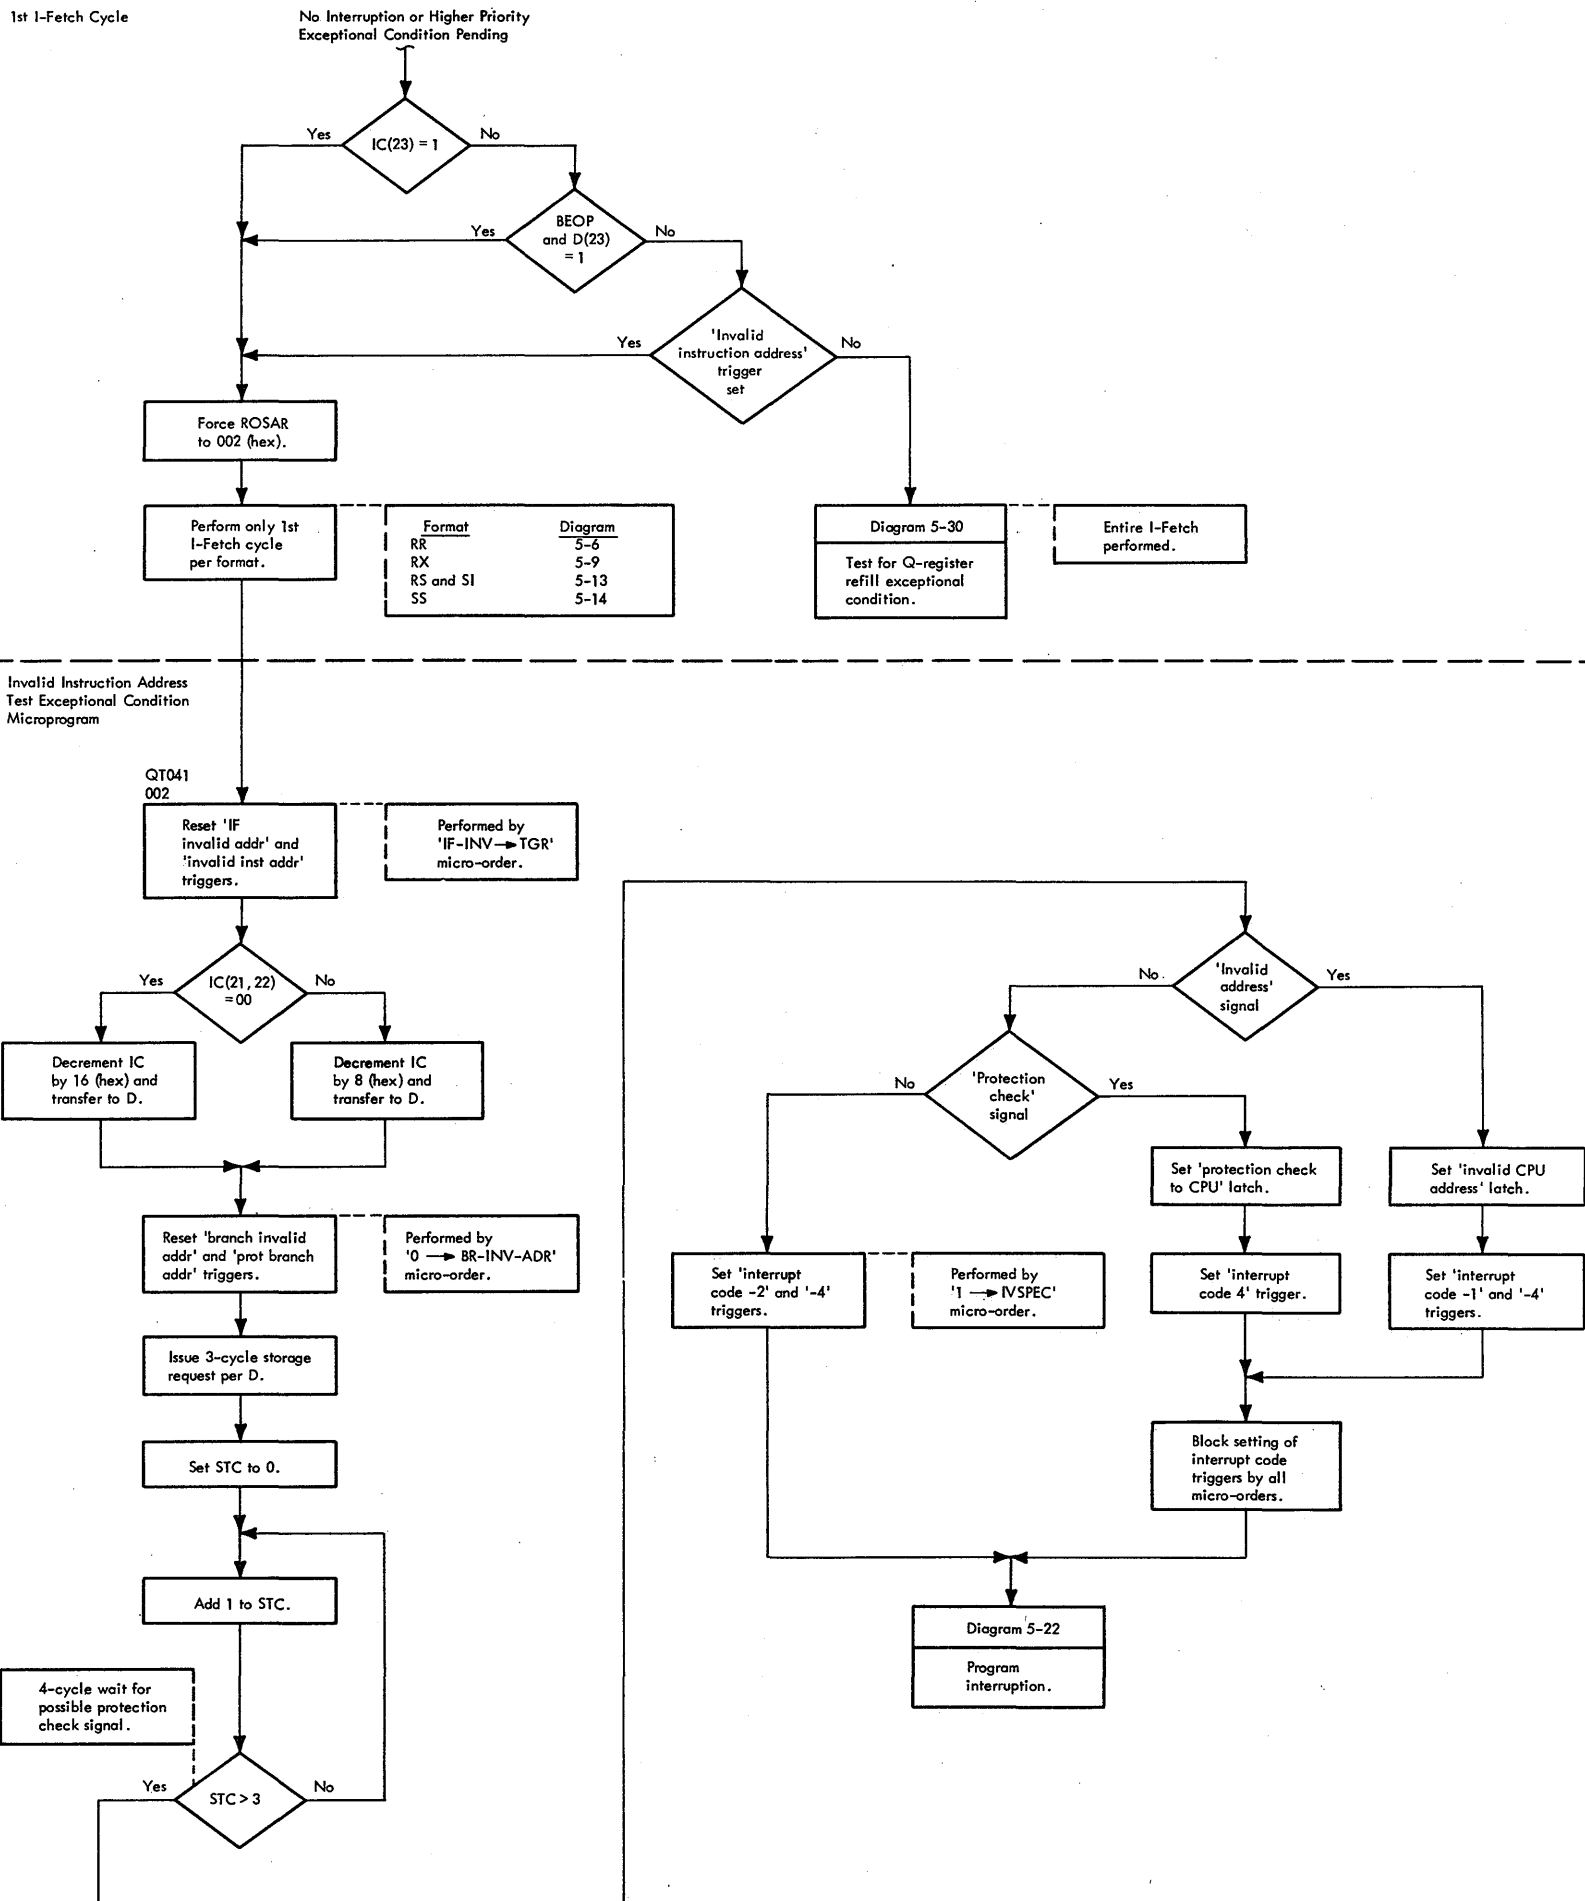 1st I-Fetch Cycle
No Interruption or Higher Priority
Exceptional Condition Pending
Yes
IC(23) = 1
No
Yes
BEOP
and D(23)
= 1
No
Yes
'Invalid
instruction address'
trigger
set
No
Force ROSAR
to 002 (hex).
Perform only 1st
I-Fetch cycle
per format.
Format Diagram
RR 5-6
RX 5-9
RS and SI 5-13
SS 5-14
Diagram 5-30
Test for Q-register
refill exceptional
condition.
Entire I-Fetch
performed.
Invalid Instruction Address
Test Exceptional Condition
Microprogram
QT041
002
Reset 'IF
invalid addr' and
'invalid inst addr'
triggers.
Performed by
'IF-INV → TGR'
micro-order.
Yes
IC(21, 22)
= 00
No
Decrement IC
by 16 (hex) and
transfer to D.
Decrement IC
by 8 (hex) and
transfer to D.
Reset 'branch invalid
addr' and 'prot branch
addr' triggers.
Performed by
'0 → BR-INV-ADR'
micro-order.
Issue 3-cycle storage
request per D.
Set STC to 0.
Add 1 to STC.
4-cycle wait for
possible protection
check signal.
Yes
STC > 3
No
No
'Invalid
address'
signal
Yes
No
'Protection
check'
signal
Yes
Set 'protection check
to CPU' latch.
Set 'invalid CPU
address' latch.
Set 'interrupt
code -2' and '-4'
triggers.
Performed by
'1 → IVSPEC'
micro-order.
Set 'interrupt
code 4' trigger.
Set 'interrupt
code -1' and '-4'
triggers.
Block setting of
interrupt code
triggers by all
micro-orders.
Diagram 5-22
Program
interruption.